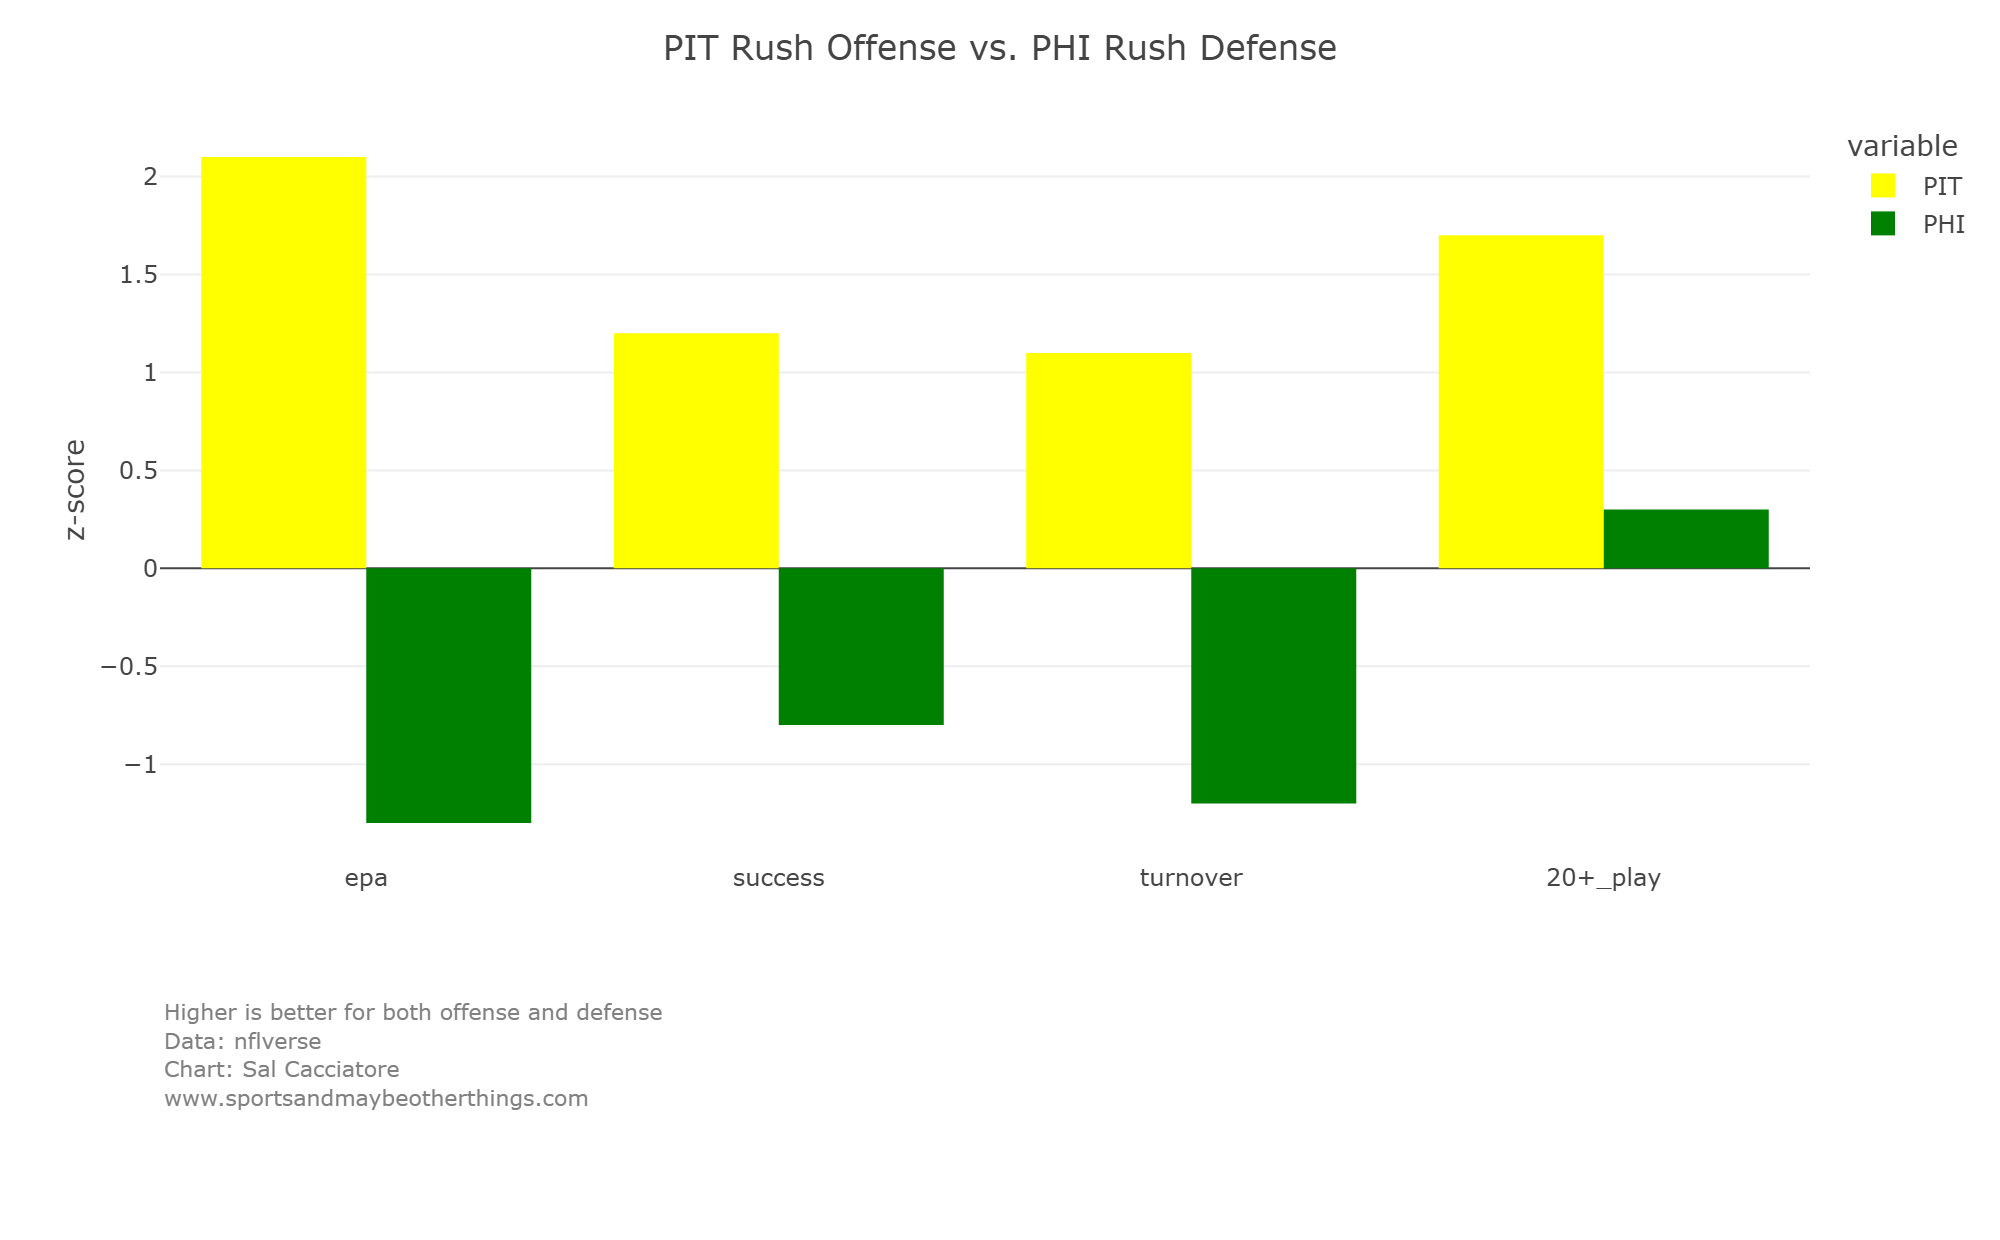 PIT Rush Offense vs. PHI Rush Defense
variable
PIT
PHI
z-score
2
1.5
1
0.5
0
−0.5
−1
epa
success
turnover
20+_play
Higher is better for both offense and defense
Data: nflverse
Chart: Sal Cacciatore
www.sportsandmaybeotherthings.com